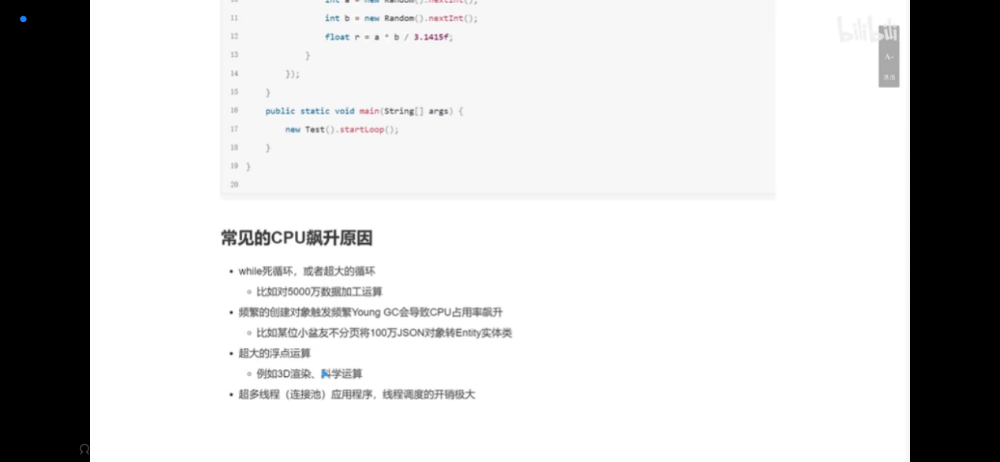 10 int a = new Random().nextInt();
11 int b = new Random().nextInt();
12 float r = a * b / 3.1415f;
13 }
14 });
15 }
16 public static void main(String[] args) {
17 new Test().startLoop();
18 }
19 }
20
bilibili
A-
常见的CPU飙升原因
• while死循环，或者超大的循环
◦ 比如对5000万数据加工运算
• 频繁的创建对象触发频繁Young GC会导致CPU占用率飙升
◦ 比如某位小盆友不分页将100万JSON对象转Entity实体类
• 超大的浮点运算
◦ 例如3D渲染、科学运算
• 超多线程（连接池）应用程序，线程调度的开销极大